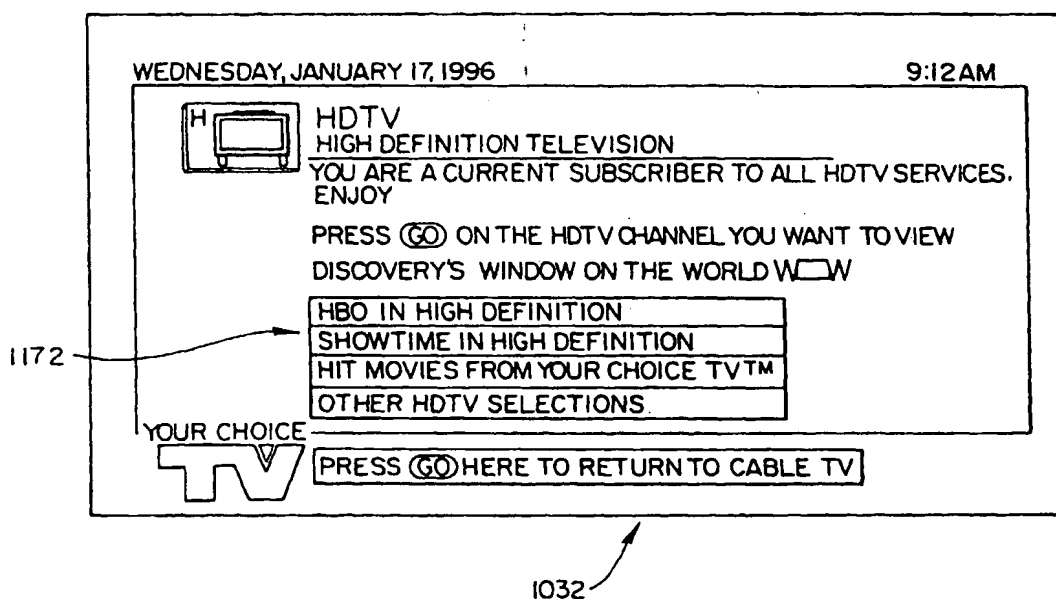 WEDNESDAY, JANUARY 17, 1996 9:12AM
H
HDTV
HIGH DEFINITION TELEVISION
YOU ARE A CURRENT SUBSCRIBER TO ALL HDTV SERVICES.
ENJOY
PRESS GO ON THE HDTV CHANNEL YOU WANT TO VIEW
DISCOVERY'S WINDOW ON THE WORLD WOW
HBO IN HIGH DEFINITION
SHOWTIME IN HIGH DEFINITION
HIT MOVIES FROM YOUR CHOICE TV™
OTHER HDTV SELECTIONS
1172
YOUR CHOICE
TV
PRESS GO HERE TO RETURN TO CABLE TV
1032